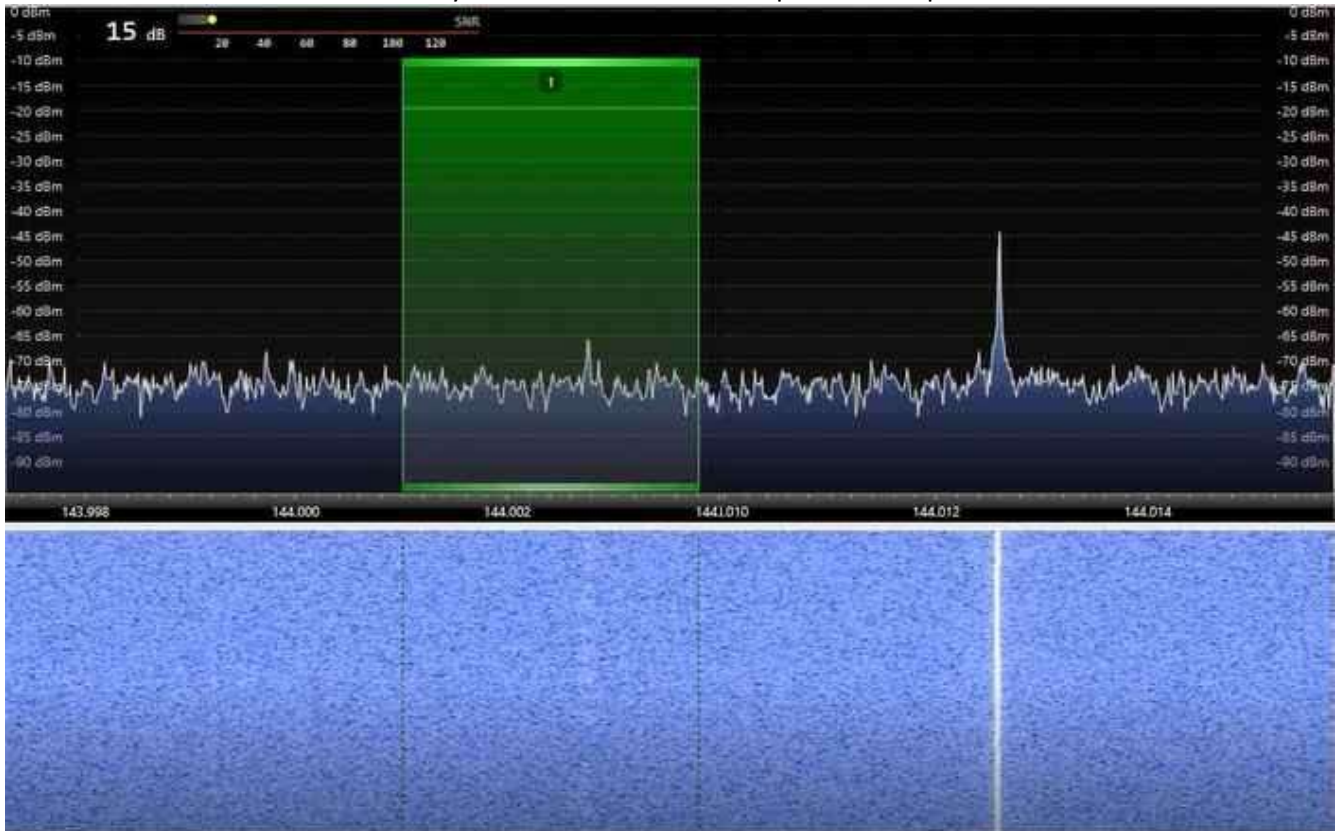 0 dBm 0 dBm
15 dB SNR
-5 dBm -5 dBm
20 40 60 80 100 120
-10 dBm -10 dBm
1
-15 dBm -15 dBm
-20 dBm -20 dBm
-25 dBm -25 dBm
-30 dBm -30 dBm
-35 dBm -35 dBm
-40 dBm -40 dBm
-45 dBm -45 dBm
-50 dBm -50 dBm
-55 dBm -55 dBm
-60 dBm -60 dBm
-65 dBm -65 dBm
-70 dBm -70 dBm
-80 dBm -80 dBm
-85 dBm -85 dBm
-90 dBm -90 dBm
143.998 144.000 144.002 1441.010 144.012 144.014